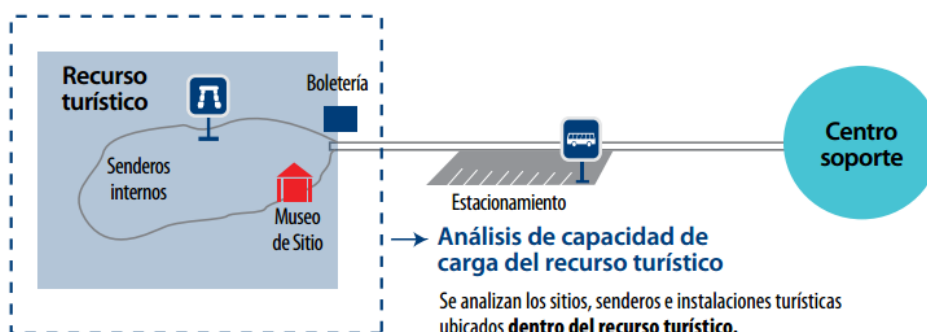 Recurso
turístico
Boletería
Senderos
internos
Museo
de Sitio
Estacionamiento
Centro
soporte
Análisis de capacidad de
carga del recurso turístico
Se analizan los sitios, senderos e instalaciones turísticas
ubicados dentro del recurso turístico.